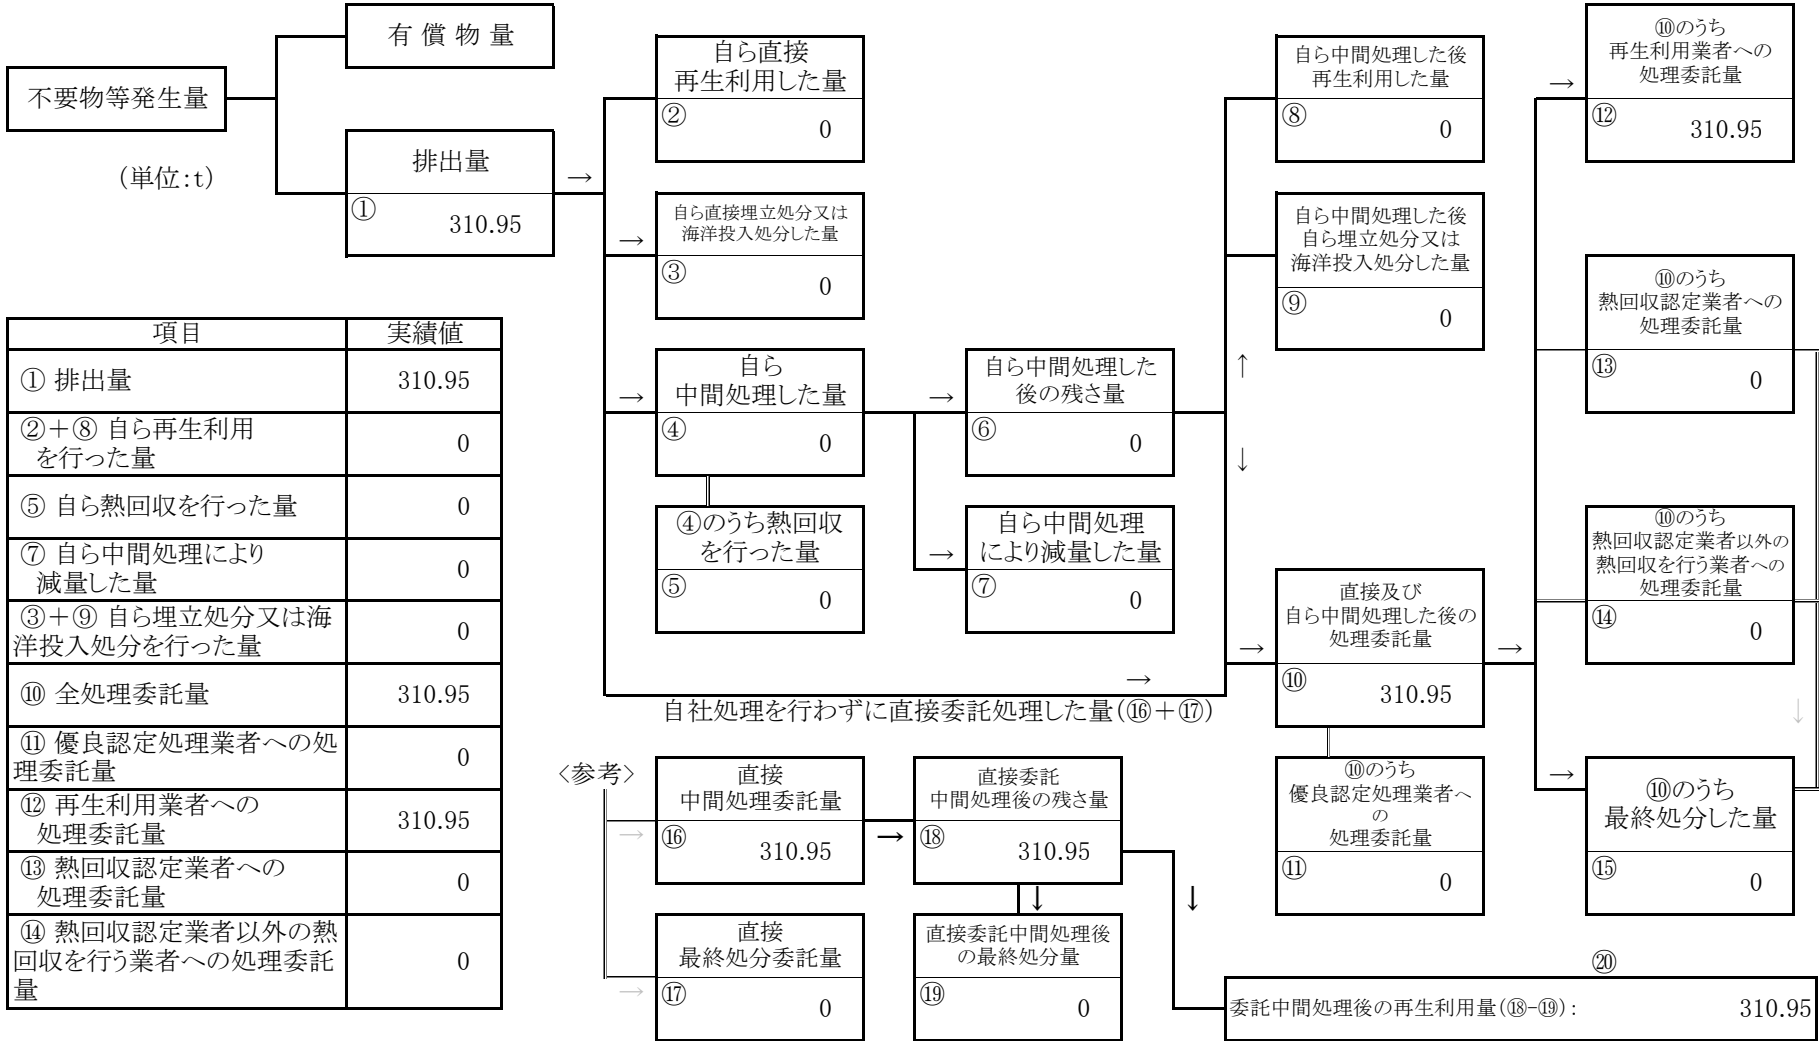 有 償 物 量
不要物等発生量
(単位:t)
排出量
①
310.95
→
自ら直接
再生利用した量
②
0
→
自ら直接埋立処分又は
海洋投入処分した量
③
0
→
自ら
中間処理した量
④
0
④のうち熱回収
を行った量
⑤
0
→
自ら中間処理した
後の残さ量
⑥
0
→
自ら中間処理
により減量した量
⑦
0
自ら中間処理した後
再生利用した量
⑧
0
自ら中間処理した後
自ら埋立処分又は
海洋投入処分した量
⑨
0
↑
↓
→
自社処理を行わずに直接委託処理した量(⑯+⑰)
→
直接及び
自ら中間処理した後の
処理委託量
⑩
310.95
⑩のうち
優良認定処理業者へ
の
処理委託量
⑪
0
→
→
⑩のうち
再生利用業者への
処理委託量
⑫
310.95
⑩のうち
熱回収認定業者への
処理委託量
⑬
0
⑩のうち
熱回収認定業者以外の
熱回収を行う業者への
処理委託量
⑭
0
↓
→
⑩のうち
最終処分した量
⑮
0
項目 実績値
① 排出量 310.95
②+⑧ 自ら再生利用
を行った量
0
⑤ 自ら熱回収を行った量 0
⑦ 自ら中間処理により
減量した量
0
③+⑨ 自ら埋立処分又は海
洋投入処分を行った量
0
⑩ 全処理委託量 310.95
⑪ 優良認定処理業者への処
理委託量
0
⑫ 再生利用業者への
処理委託量
310.95
⑬ 熱回収認定業者への
処理委託量
0
⑭ 熱回収認定業者以外の熱
回収を行う業者への処理委託
量
0
<参考>
→
直接
中間処理委託量
⑯
310.95
→
直接委託
中間処理後の残さ量
⑱
310.95
↓
↓
→
直接
最終処分委託量
⑰
0
直接委託中間処理後
の最終処分量
⑲
0
⑳
委託中間処理後の再生利用量(⑱-⑲): 310.95